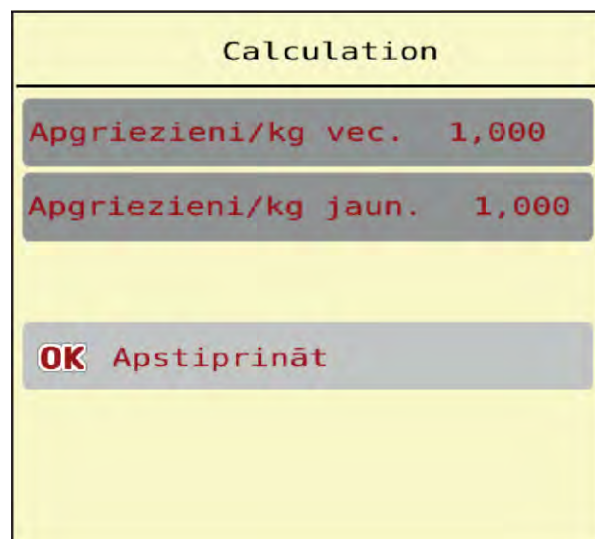 Calculation
Apgriezieni/kg vec. 1,000
Apgriezieni/kg jaun. 1,000
OK Apstiprināt